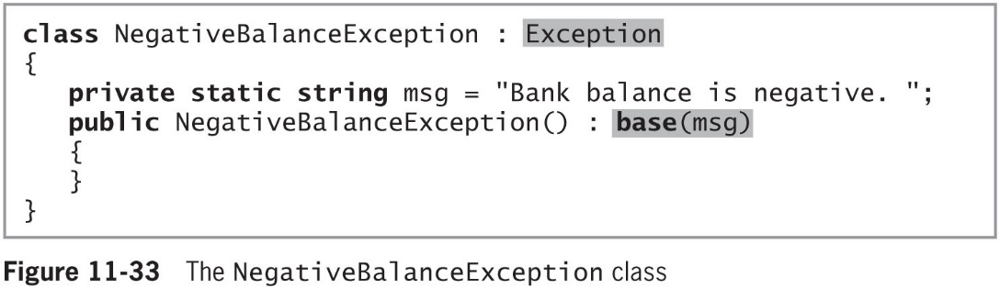 class NegativeBalanceException : Exception
{
   private static string msg = "Bank balance is negative. ";
   public NegativeBalanceException() : base(msg)
   {
   }
}
Figure 11-33 The NegativeBalanceException class